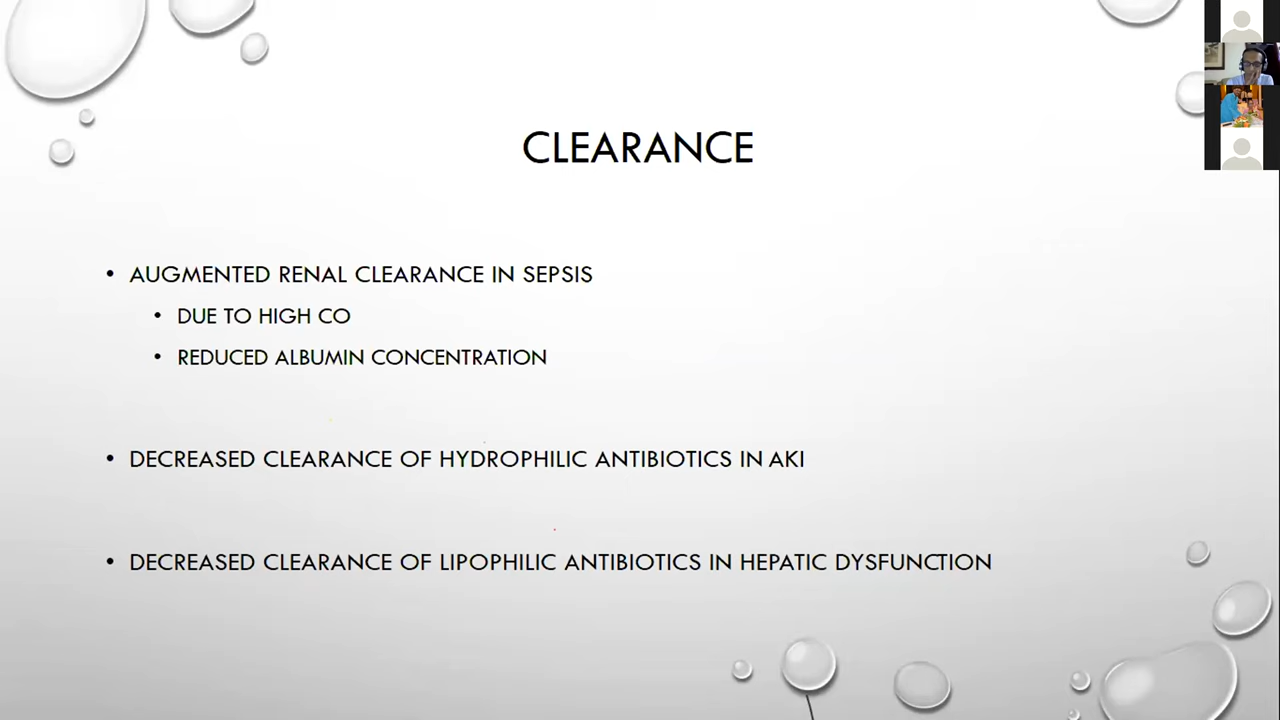 CLEARANCE
• AUGMENTED RENAL CLEARANCE IN SEPSIS
• DUE TO HIGH CO
• REDUCED ALBUMIN CONCENTRATION
• DECREASED CLEARANCE OF HYDROPHILIC ANTIBIOTICS IN AKI
• DECREASED CLEARANCE OF LIPOPHILIC ANTIBIOTICS IN HEPATIC DYSFUNCTION